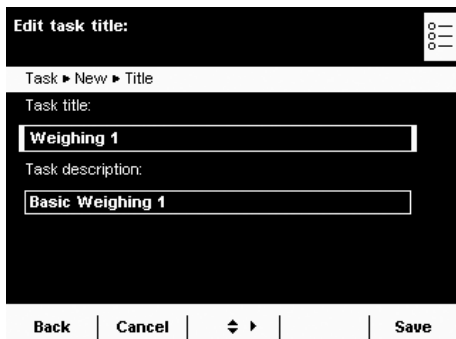 Edit task title:
Task ▸ New ▸ Title
Task title:
Weighing 1
Task description:
Basic Weighing 1
Back Cancel Save